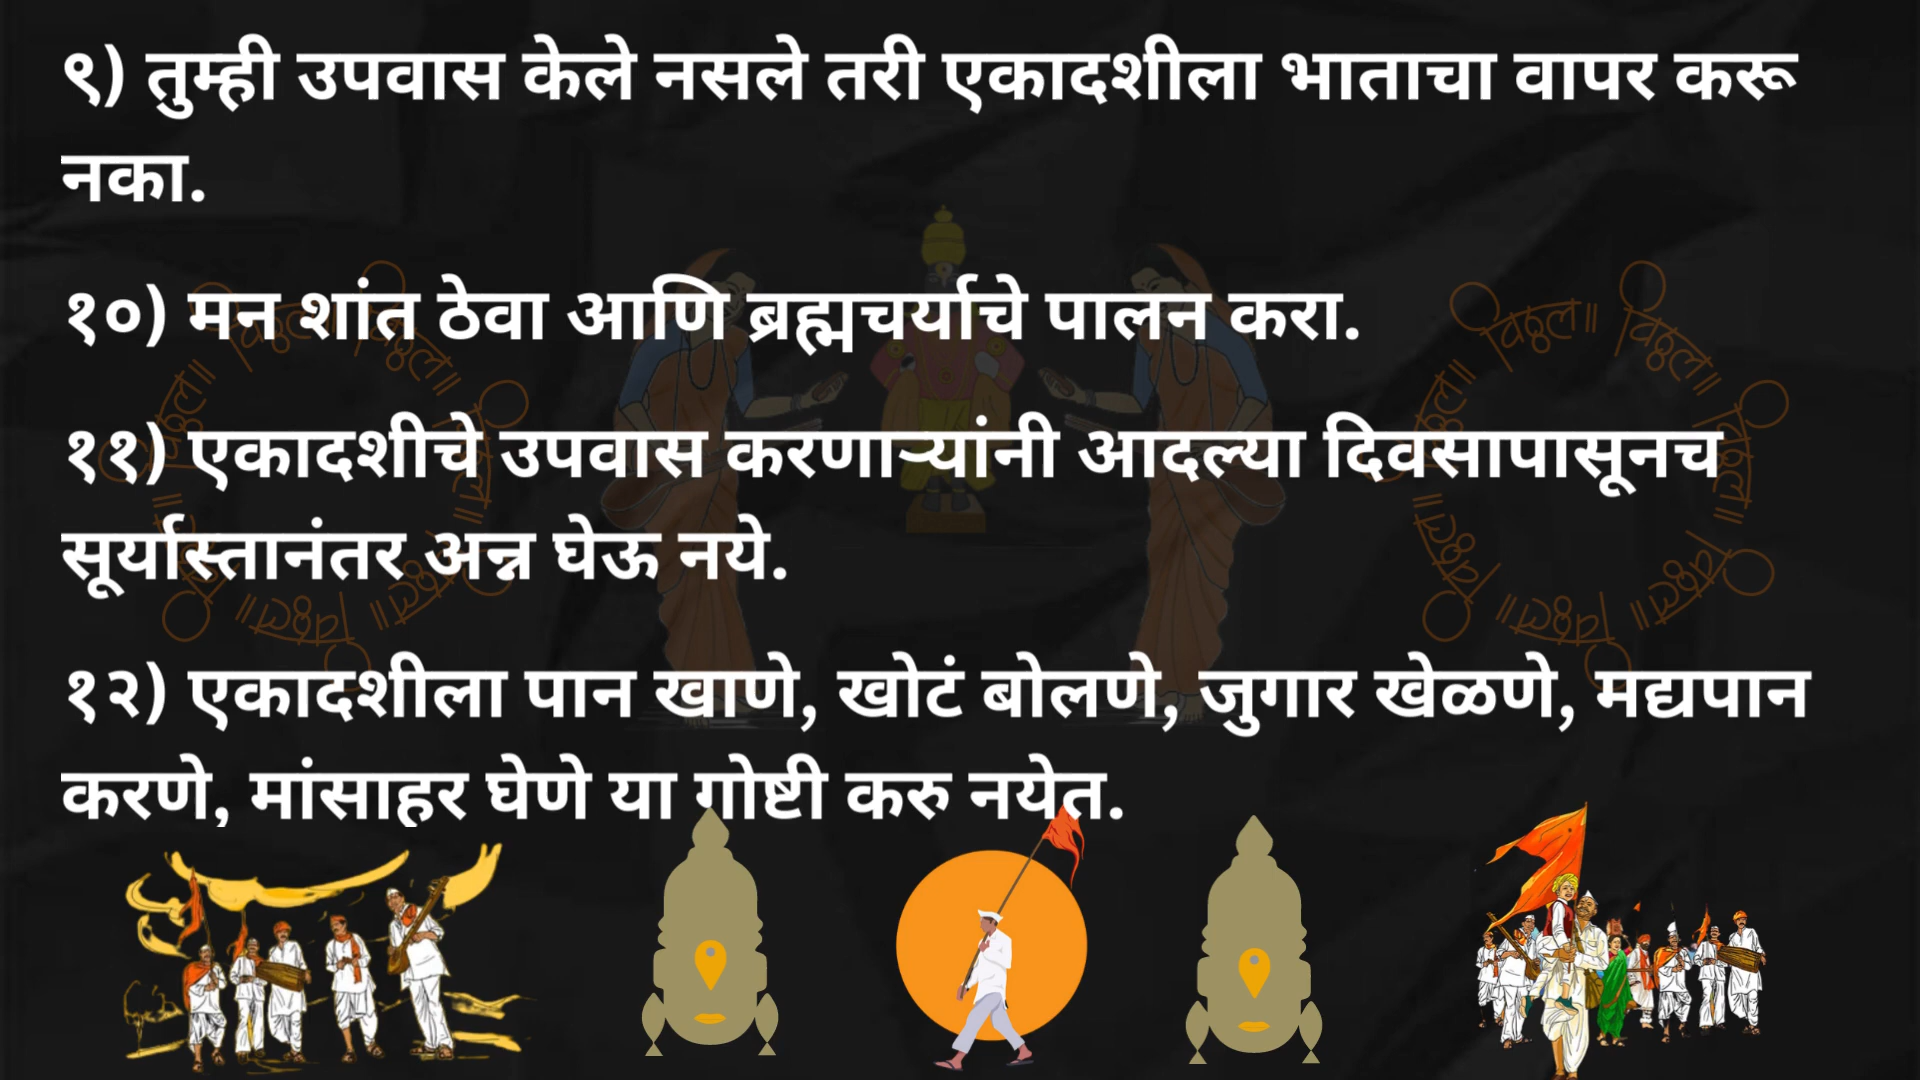 ९) तुम्ही उपवास केले नसले तरी एकादशीला भाताचा वापर करू
नका.
१०) मन शांत ठेवा आणि ब्रह्मचर्याचे पालन करा.
११) एकादशीचे उपवास करणाऱ्यांनी आदल्या दिवसापासूनच
सूर्यास्तानंतर अन्न घेऊ नये.
१२) एकादशीला पान खाणे, खोटं बोलणे, जुगार खेळणे, मद्यपान
करणे, मांसाहर घेणे या गोष्टी करु नयेत.